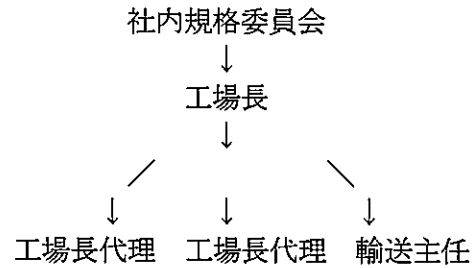 社内規格委員会
↓
工場長
↓
↓ ↓ ↓
工場長代理 工場長代理 輸送主任